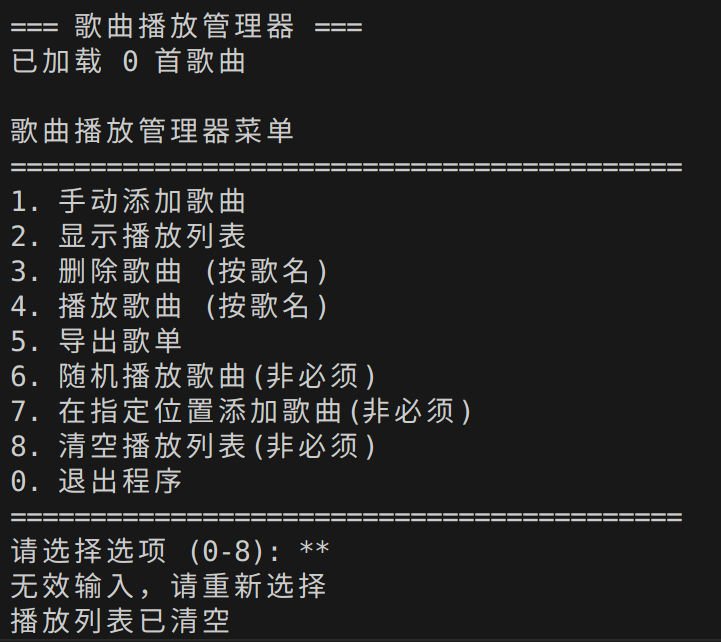 === 歌曲播放管理器 ===
已加载 0 首歌曲
歌曲播放管理器菜单
==========================================
1. 手动添加歌曲
2. 显示播放列表
3. 删除歌曲 (按歌名)
4. 播放歌曲 (按歌名)
5. 导出歌单
6. 随机播放歌曲(非必须)
7. 在指定位置添加歌曲(非必须)
8. 清空播放列表(非必须)
0. 退出程序
==========================================
请选择选项 (0-8): **
无效输入，请重新选择
播放列表已清空